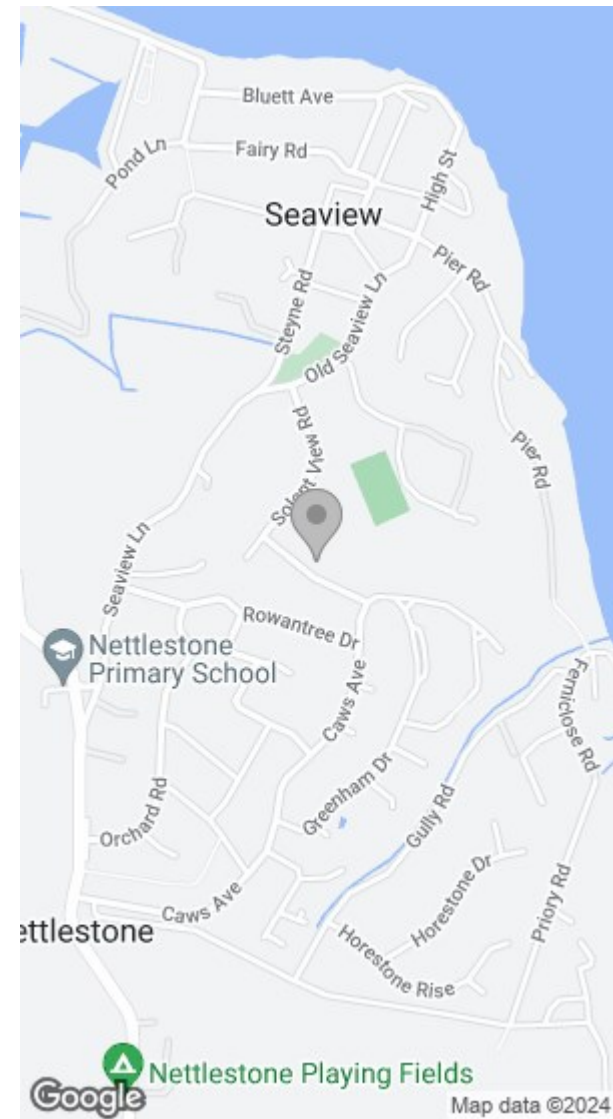 Bluett Ave
Pond Ln
Fairy Rd
High St
Seaview
Pier Rd
Steyne Rd
Old Seaview Ln
Solent View Rd
Pier Rd
Seaview Ln
Rowantree Dr
Nettlestone
Primary School
Caws Ave
Ferniclose Rd
Greenham Dr
Gully Rd
Orchard Rd
Horestone Dr
Priory Rd
Caws Ave
ettlestone
Horestone Rise
Nettlestone Playing Fields
Google
Map data ©2024